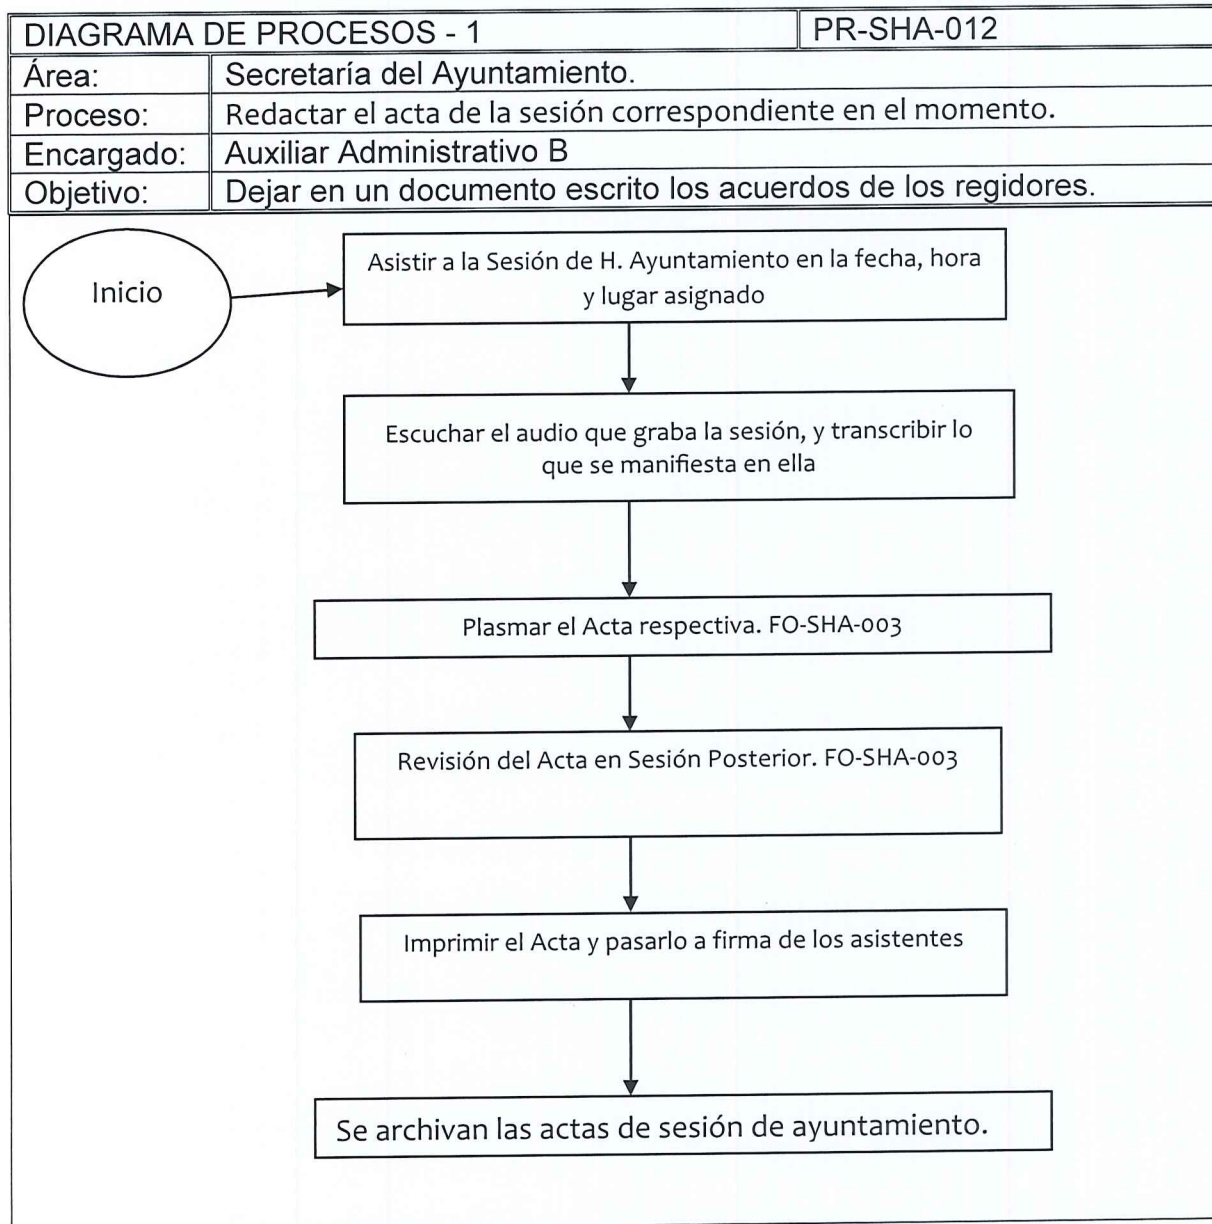 DIAGRAMA DE PROCESOS - 1 PR-SHA-012
Área: Secretaría del Ayuntamiento.
Proceso: Redactar el acta de la sesión correspondiente en el momento.
Encargado: Auxiliar Administrativo B
Objetivo: Dejar en un documento escrito los acuerdos de los regidores.
Inicio
Asistir a la Sesión de H. Ayuntamiento en la fecha, hora
y lugar asignado
Escuchar el audio que graba la sesión, y transcribir lo
que se manifiesta en ella
Plasmar el Acta respectiva. FO-SHA-003
Revisión del Acta en Sesión Posterior. FO-SHA-003
Imprimir el Acta y pasarlo a firma de los asistentes
Se archivan las actas de sesión de ayuntamiento.